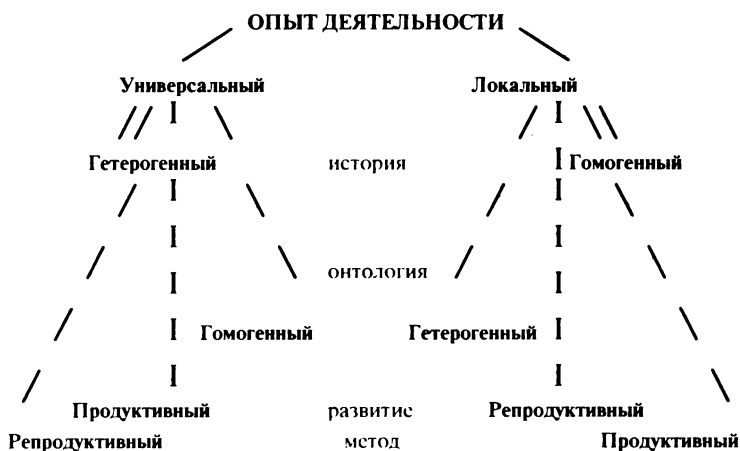 ОПЫТ ДЕЯТЕЛЬНОСТИ
Универсальный Локальный
Гетерогенный история Гомогенный
онтология
Гомогенный Гетерогенный
Продуктивный развитие Репродуктивный
Репродуктивный метод Продуктивный